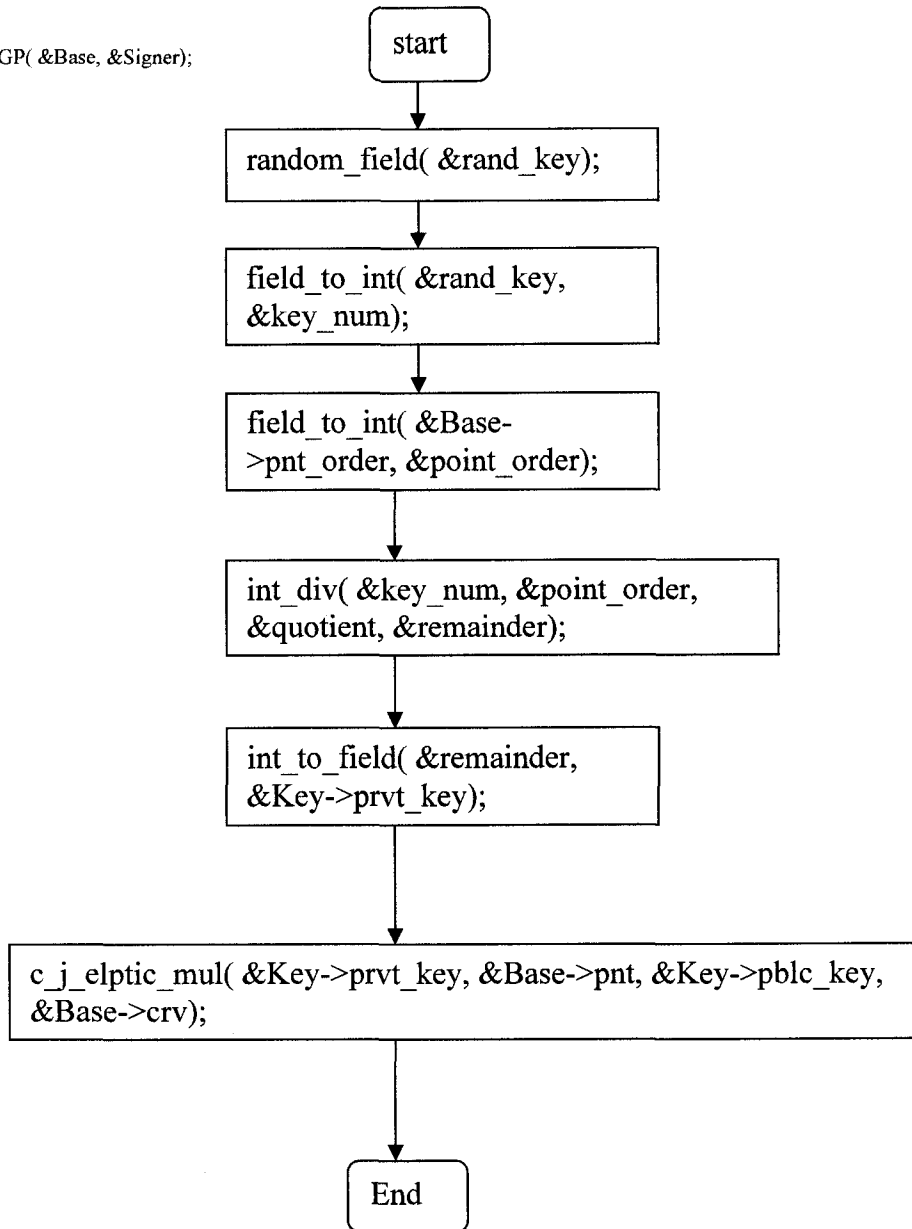 GP( &Base, &Signer);
start
random_field( &rand_key);
field_to_int( &rand_key,
&key_num);
field_to_int( &Base-
>pnt_order, &point_order);
int_div( &key_num, &point_order,
&quotient, &remainder);
int_to_field( &remainder,
&Key->prvt_key);
c_j_elptic_mul( &Key->prvt_key, &Base->pnt, &Key->pblc_key,
&Base->crv);
End